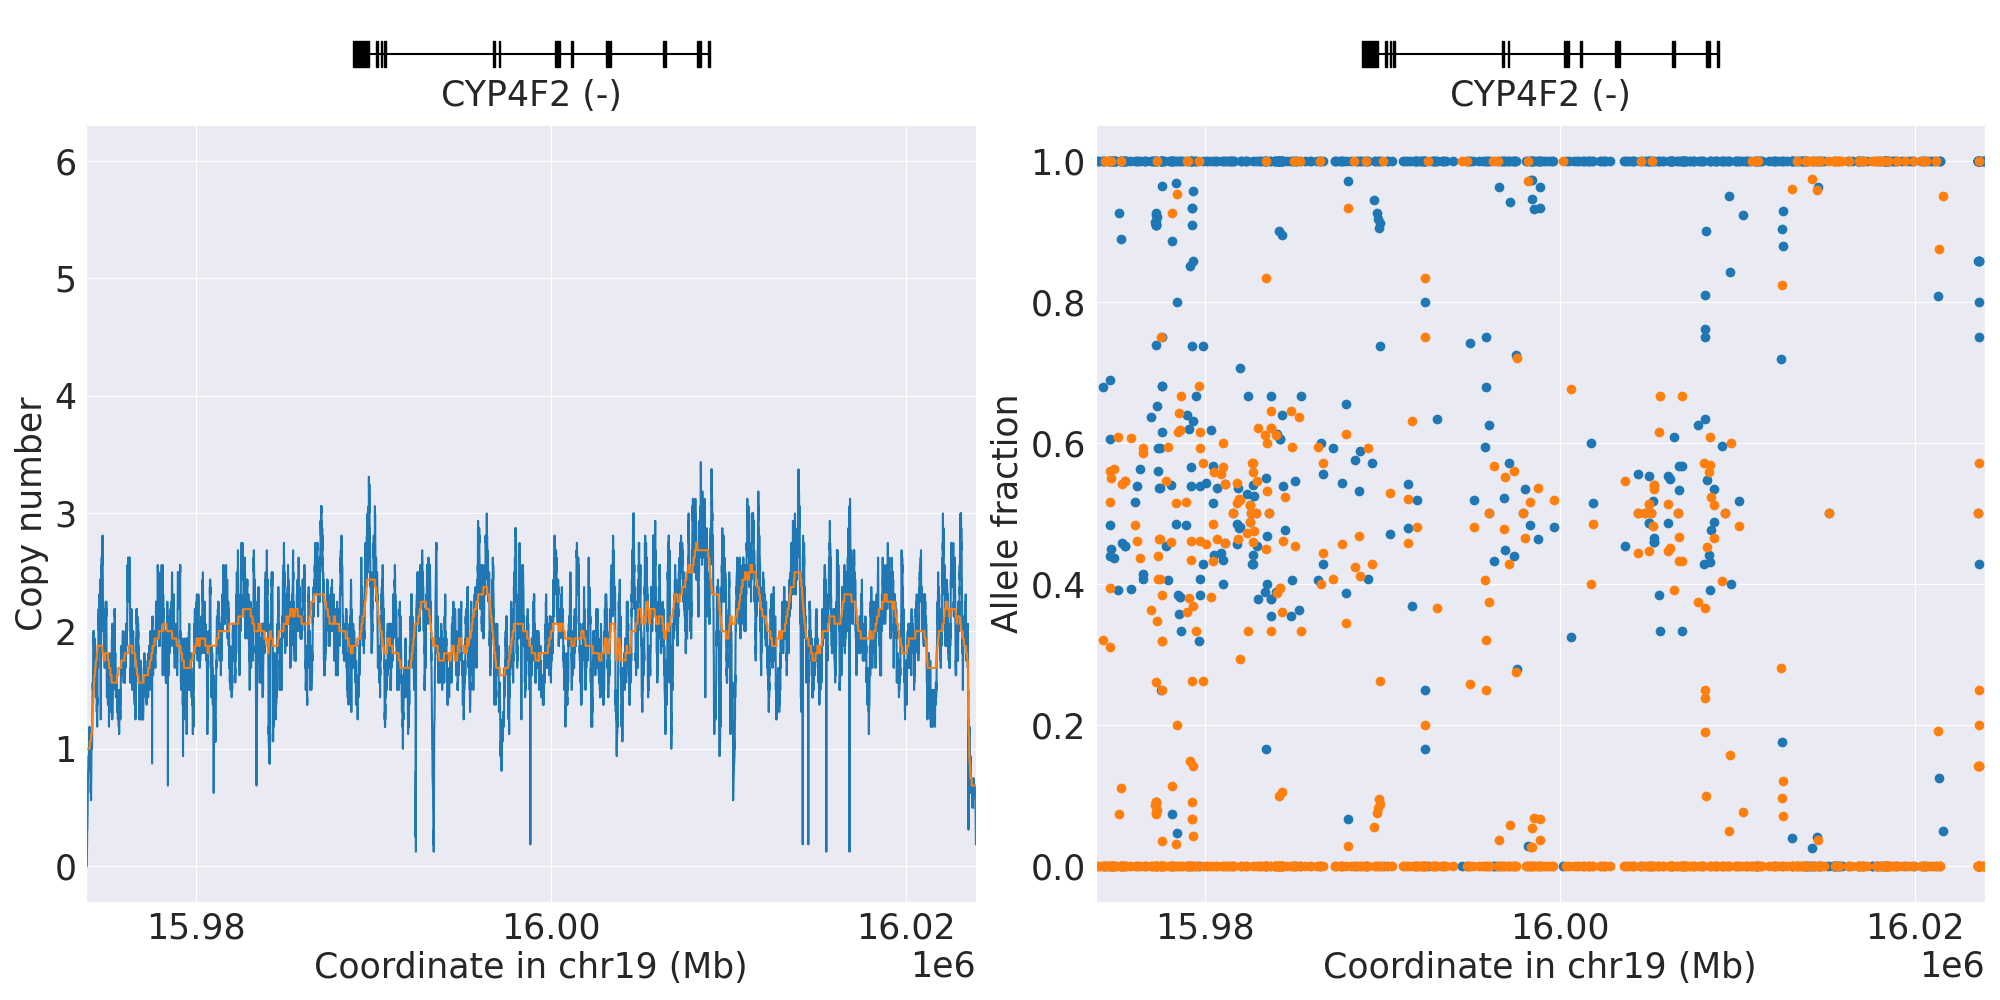 CYP4F2 (-)
Copy number
6
5
4
3
2
1
0
15.98
16.00
16.02
Coordinate in chr19 (Mb)
1e6
CYP4F2 (-)
Allele fraction
1.0
0.8
0.6
0.4
0.2
0.0
15.98
16.00
16.02
Coordinate in chr19 (Mb)
1e6